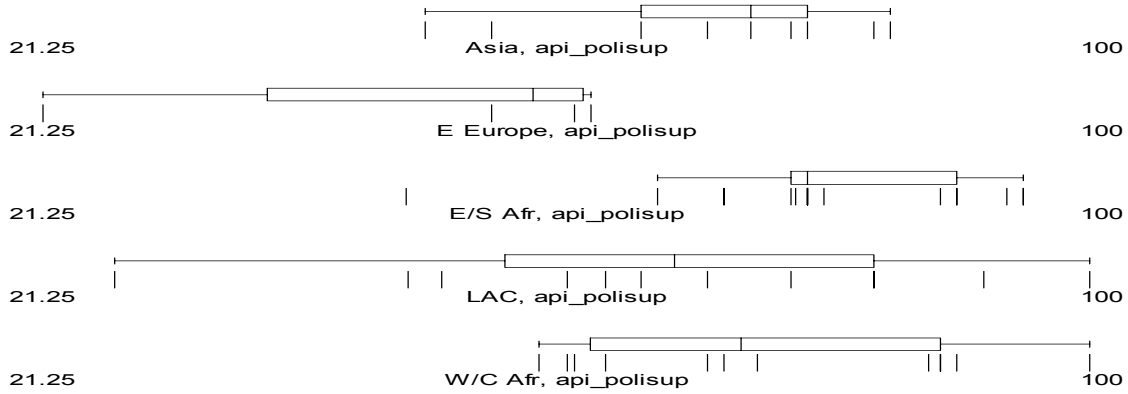 21.25 Asia, api_polisup 100
21.25 E Europe, api_polisup 100
21.25 E/S Afr, api_polisup 100
21.25 LAC, api_polisup 100
21.25 W/C Afr, api_polisup 100